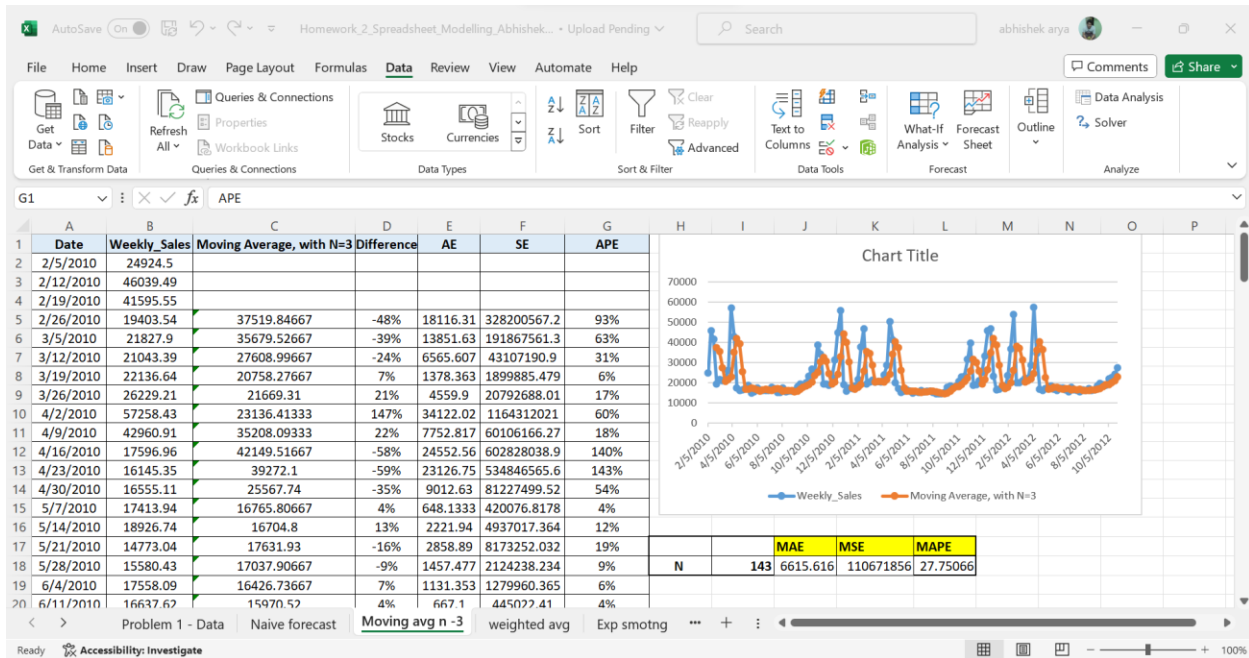 AutoSave On Homework_2_Spreadsheet_Modelling_Abhishek... • Upload Pending Search abhishek arya
File Home Insert Draw Page Layout Formulas Data Review View Automate Help Comments Share
Get Data Refresh All Queries & Connections Properties Workbook Links Stocks Currencies Sort Filter Clear Reapply Advanced Text to Columns What-If Analysis Forecast Sheet Outline Data Analysis Solver
Get & Transform Data Queries & Connections Data Types Sort & Filter Data Tools Forecast Analyze
G1 fx APE
A B C D E F G H I J K L M N O P
1 Date Weekly_Sales Moving Average, with N=3 Difference AE SE APE
2 2/5/2010 24924.5
3 2/12/2010 46039.49
4 2/19/2010 41595.55
5 2/26/2010 19403.54 37519.84667 -48% 18116.31 328200567.2 93%
6 3/5/2010 21827.9 35679.52667 -39% 13851.63 191867561.3 63%
7 3/12/2010 21043.39 27608.99667 -24% 6565.607 43107190.9 31%
8 3/19/2010 22136.64 20758.27667 7% 1378.363 1899885.479 6%
9 3/26/2010 26229.21 21669.31 21% 4559.9 20792688.01 17%
10 4/2/2010 57258.43 23136.41333 147% 34122.02 1164312021 60%
11 4/9/2010 42960.91 35208.09333 22% 7752.817 60106166.27 18%
12 4/16/2010 17596.96 42149.51667 -58% 24552.56 602828038.9 140%
13 4/23/2010 16145.35 39272.1 -59% 23126.75 534846565.6 143%
14 4/30/2010 16555.11 25567.74 -35% 9012.63 81227499.52 54%
15 5/7/2010 17413.94 16765.80667 4% 648.1333 420076.8178 4%
16 5/14/2010 18926.74 16704.8 13% 2221.94 4937017.364 12%
17 5/21/2010 14773.04 17631.93 -16% 2858.89 8173252.032 19%
18 5/28/2010 15580.43 17037.90667 -9% 1457.477 2124238.234 9%
19 6/4/2010 17558.09 16426.73667 7% 1131.353 1279960.365 6%
20 6/11/2010 16637.62 15970.52 4% 667.1 445022.41 4%
Chart Title
70000
60000
50000
40000
30000
20000
10000
0
2/5/2010 4/5/2010 6/5/2010 8/5/2010 10/5/2010 12/5/2010 2/5/2011 4/5/2011 6/5/2011 8/5/2011 10/5/2011 12/5/2011 2/5/2012 4/5/2012 6/5/2012 8/5/2012 10/5/2012
Weekly_Sales Moving Average, with N=3
MAE MSE MAPE
N 143 6615.616 110671856 27.75066
Problem 1 - Data Naive forecast Moving avg n -3 weighted avg Exp smotng
Ready Accessibility: Investigate 100%